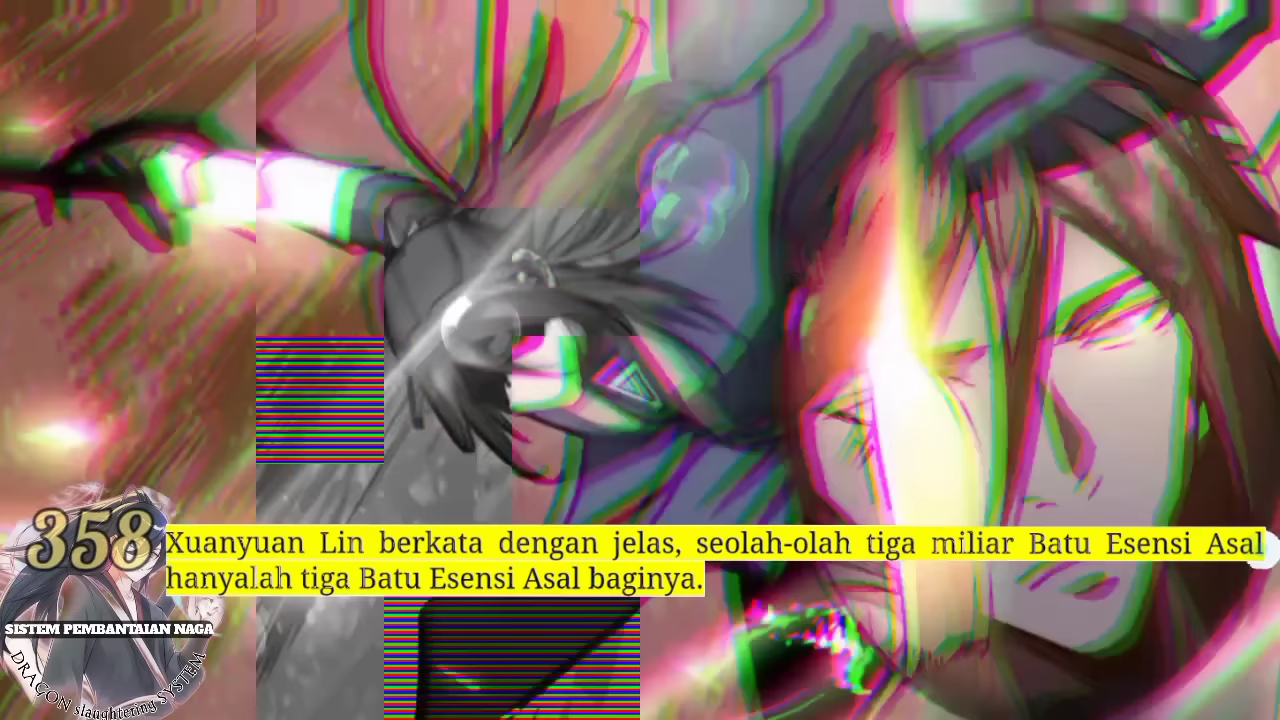 358
Xuanyuan Lin berkata dengan jelas, seolah-olah tiga miliar Batu Esensi Asal
hanyalah tiga Batu Esensi Asal baginya.
SISTEM PEMBANTAIAN NAGA
DRAGON slaughtering SYSTEM